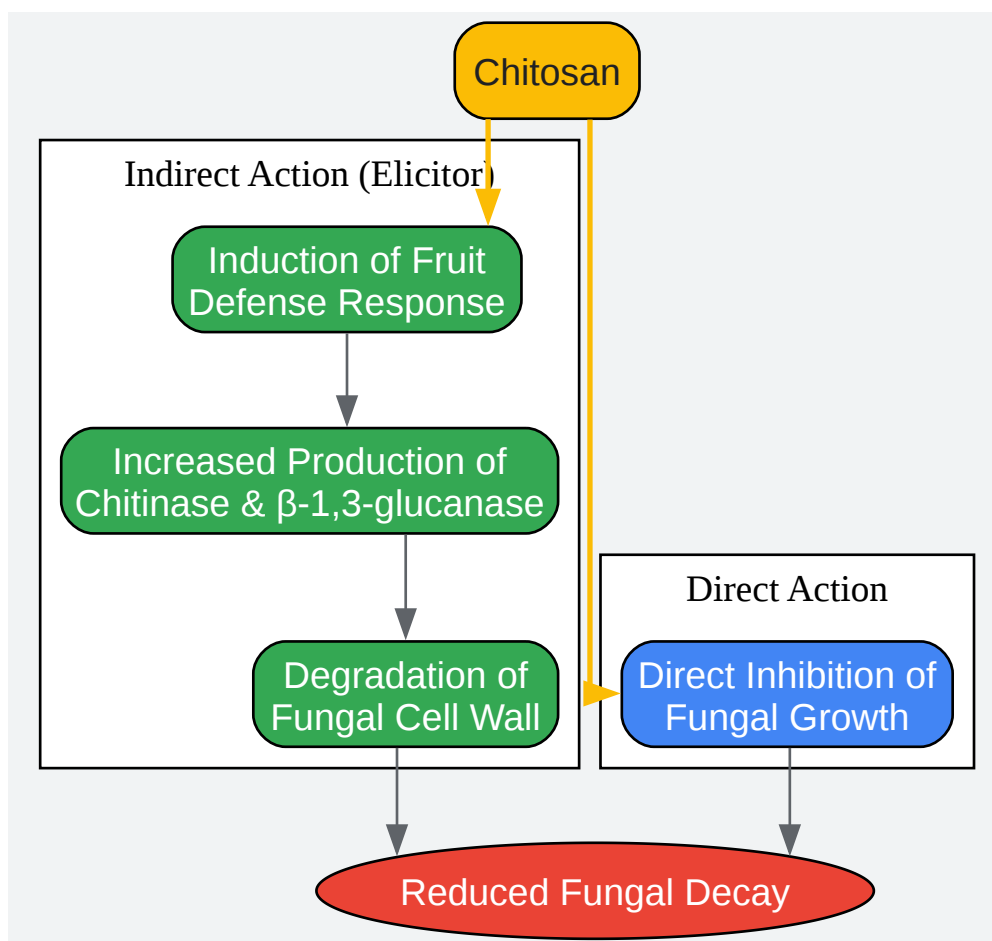 Chitosan
Indirect Action (Elicitor)
Induction of Fruit
Defense Response
Increased Production of
Chitinase & β-1,3-glucanase
Degradation of
Fungal Cell Wall
Direct Action
Direct Inhibition of
Fungal Growth
Reduced Fungal Decay